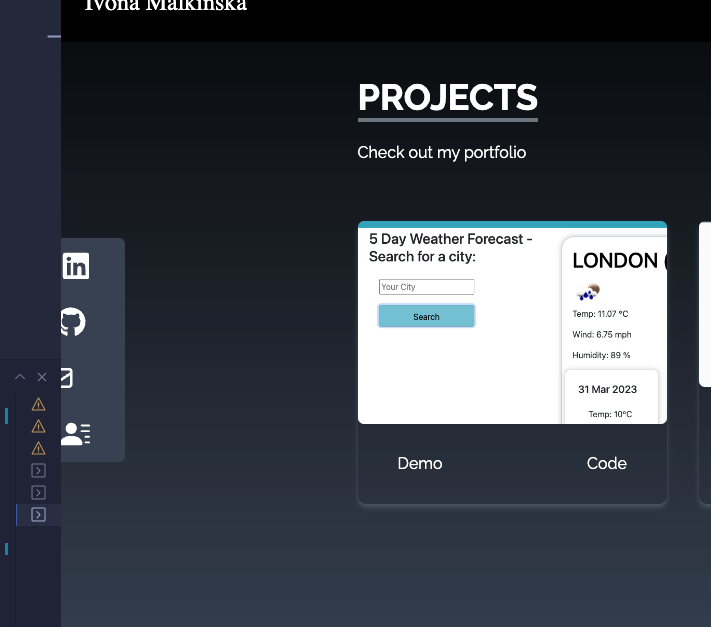 Ivona Malkinska
PROJECTS
Check out my portfolio
5 Day Weather Forecast -
Search for a city:
Your City
Search
LONDON (
Temp: 11.07 °C
Wind: 6.75 mph
Humidity: 89 %
31 Mar 2023
Temp: 10°C
Demo
Code
in